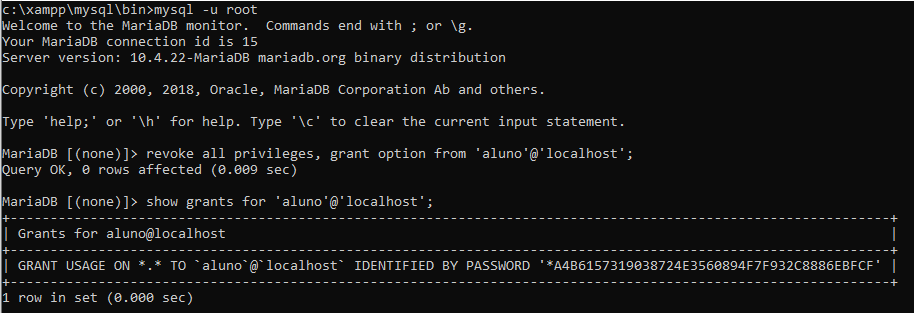 c:\xampp\mysql\bin>mysql -u root
Welcome to the MariaDB monitor.  Commands end with ; or \g.
Your MariaDB connection id is 15
Server version: 10.4.22-MariaDB mariadb.org binary distribution

Copyright (c) 2000, 2018, Oracle, MariaDB Corporation Ab and others.

Type 'help;' or '\h' for help. Type '\c' to clear the current input statement.

MariaDB [(none)]> revoke all privileges, grant option from 'aluno'@'localhost';
Query OK, 0 rows affected (0.009 sec)

MariaDB [(none)]> show grants for 'aluno'@'localhost';
+-------------------------------------------------------------------------------------------------------------+
| Grants for aluno@localhost                                                                                  |
+-------------------------------------------------------------------------------------------------------------+
| GRANT USAGE ON *.* TO `aluno`@`localhost` IDENTIFIED BY PASSWORD '*A4B6157319038724E3560894F7F932C8886EBFCF' |
+-------------------------------------------------------------------------------------------------------------+
1 row in set (0.000 sec)